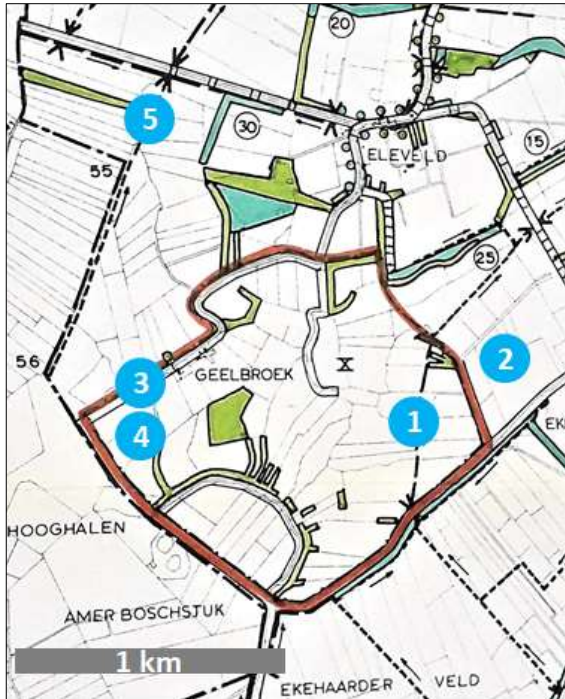 20
5
30
ELEVELD
15
55
25
56
2
3
GEELBROEK
X
1
4
EK
HOOGHALEN
AMER BOSCHSTUK
1 km
EKEHAARDER VELD